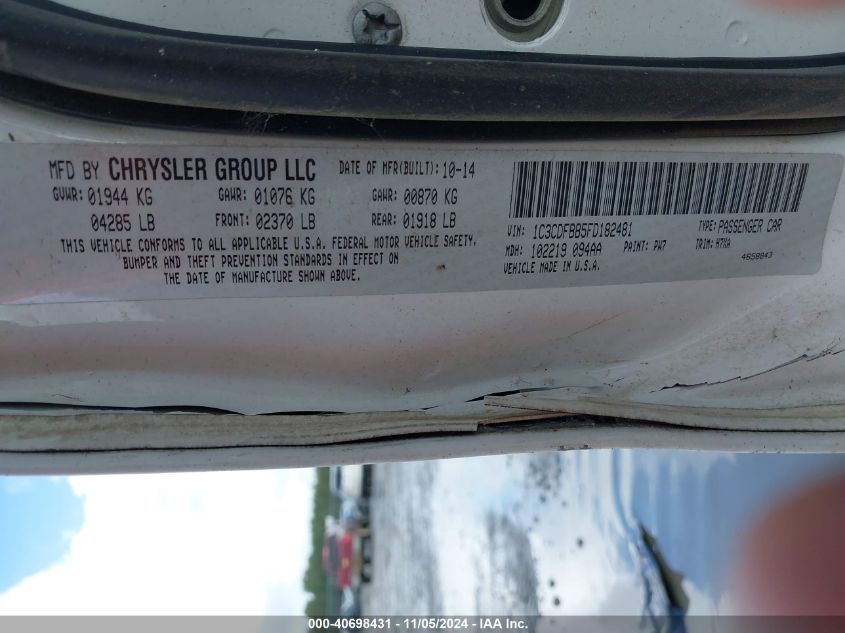 MFD BY CHRYSLER GROUP LLC DATE OF MFR(BUILT): 10-14
GVWR: 01944 KG GAWR: 01076 KG GAWR: 00870 KG
04285 LB FRONT: 02370 LB REAR: 01918 LB
THIS VEHICLE CONFORMS TO ALL APPLICABLE U.S.A. FEDERAL MOTOR VEHICLE SAFETY,
BUMPER AND THEFT PREVENTION STANDARDS IN EFFECT ON
THE DATE OF MANUFACTURE SHOWN ABOVE.
VIN: 1C3CDFBB5FD182481 TYPE: PASSENGER CAR
MDH: 102219 094AA PAINT: PW7 TRIM: H7XA
VEHICLE MADE IN U.S.A. 4658843
000-40698431 - 11/05/2024 - IAA Inc.